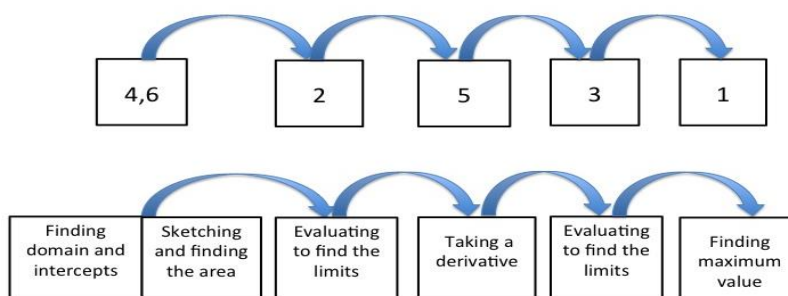 4,6
2
5
3
1
Finding
domain and
intercepts
Sketching
and finding
the area
Evaluating
to find the
limits
Taking a
derivative
Evaluating
to find the
limits
Finding
maximum
value